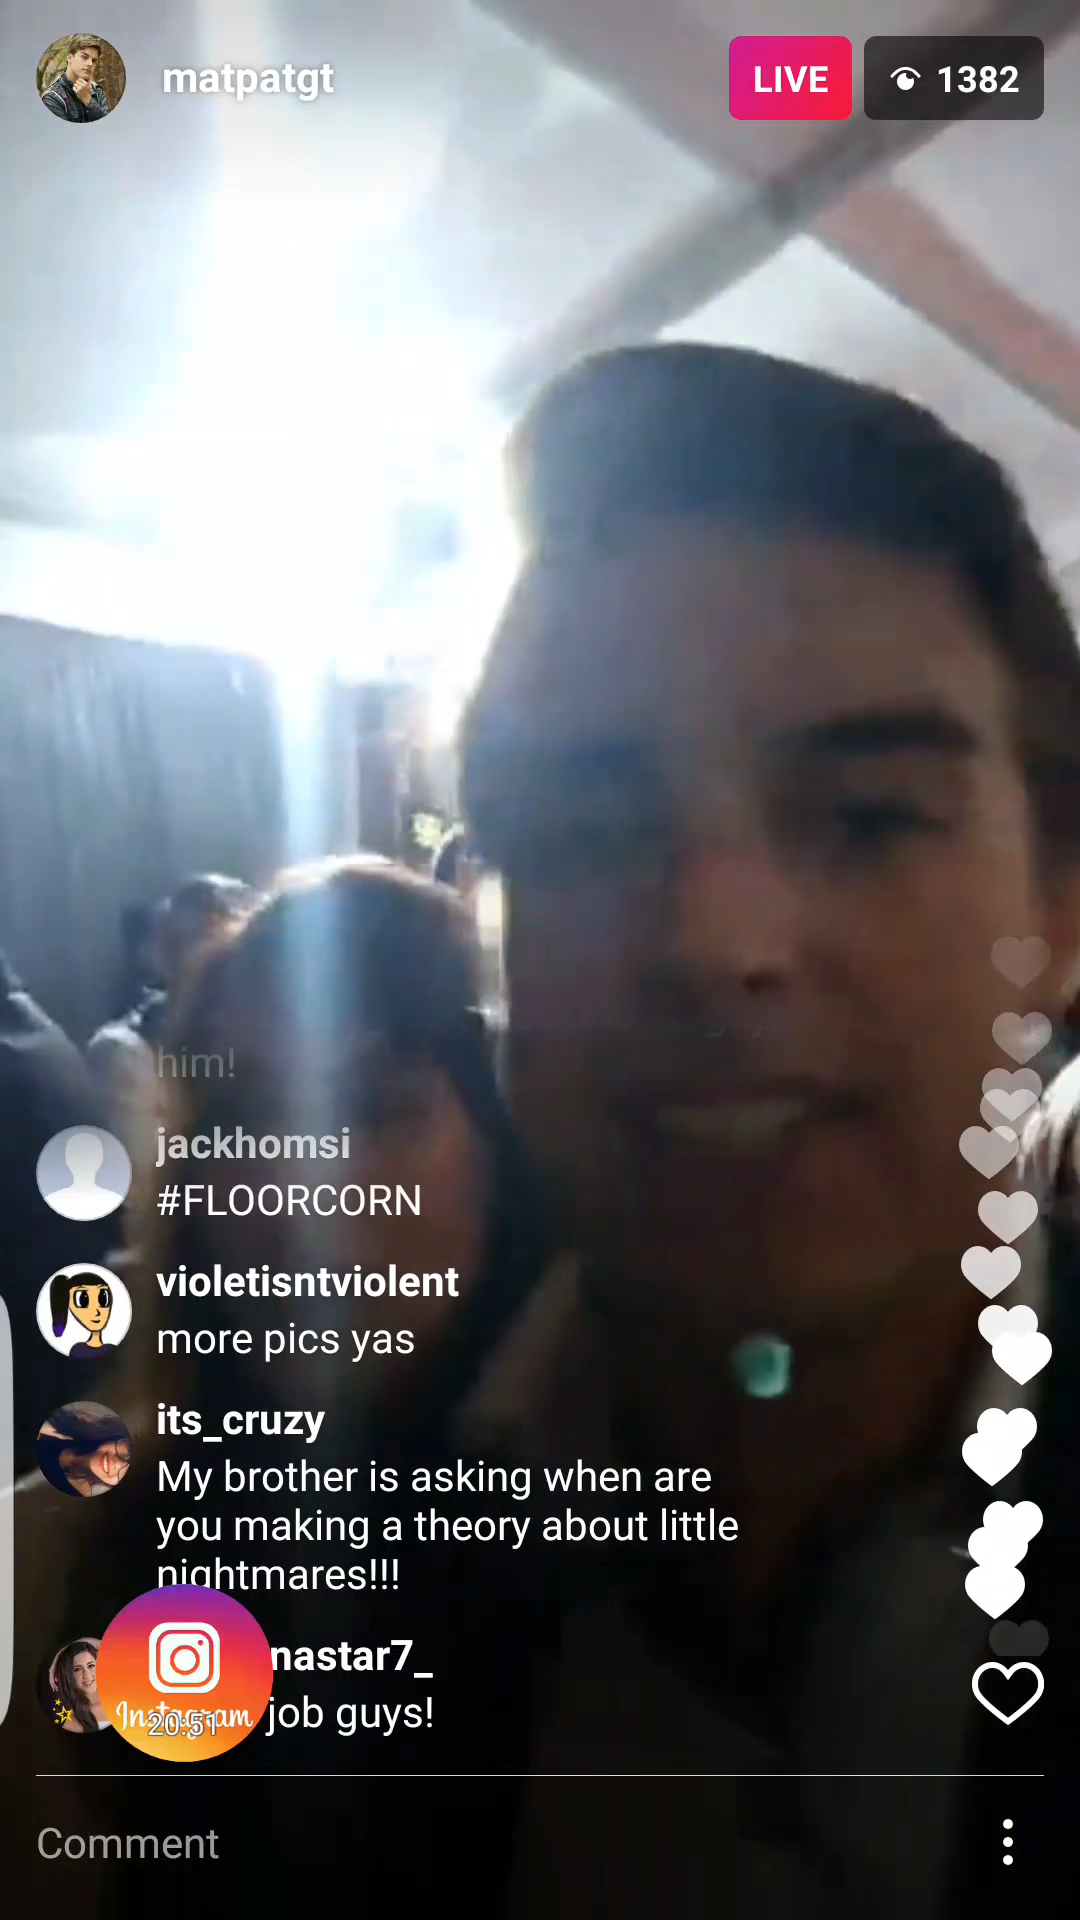 matpatgt
LIVE
1382
him!
jackhomsi
#FLOORCORN
violetisntviolent
more pics yas
its_cruzy
My brother is asking when are
you making a theory about little
nightmares!!!
nastar7_
Instagram
20:51
job guys!
Comment